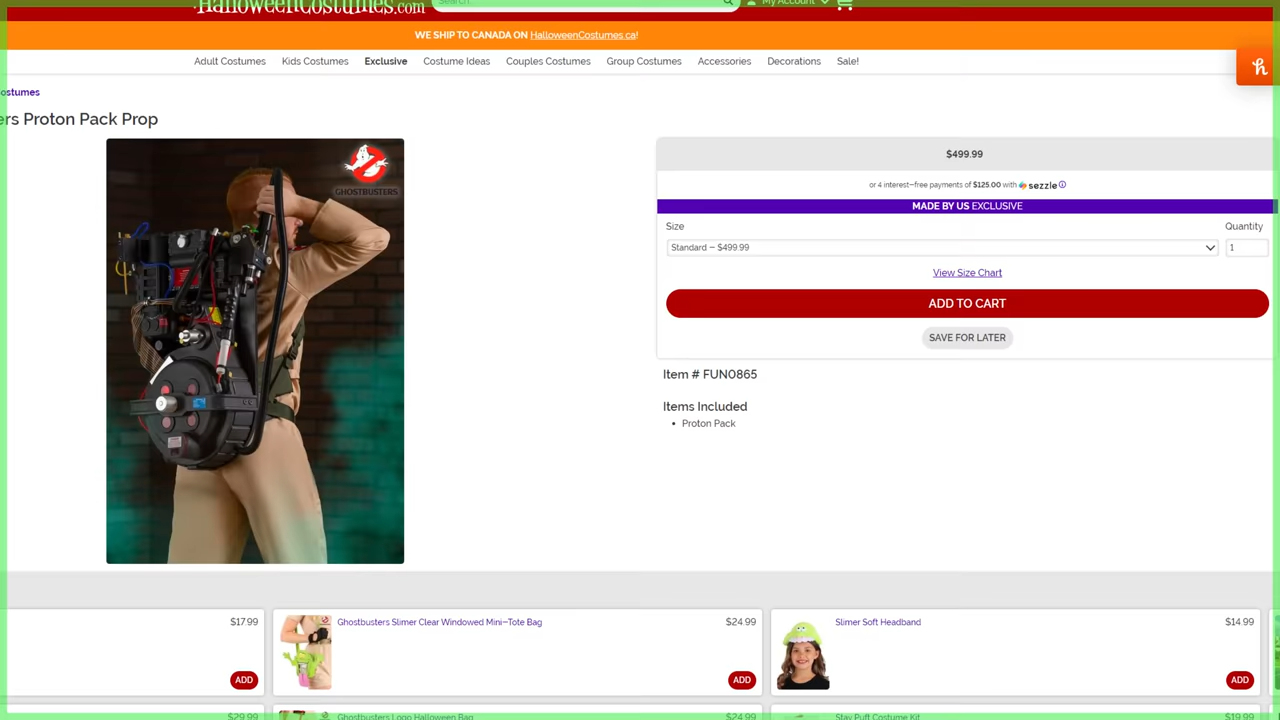 HalloweenCostumes.com
Search
My Account
WE SHIP TO CANADA ON HalloweenCostumes.ca!
Adult Costumes Kids Costumes Exclusive Costume Ideas Couples Costumes Group Costumes Accessories Decorations Sale!
ostumes
ers Proton Pack Prop
GHOSTBUSTERS
$499.99
or 4 interest-free payments of $125.00 with sezzle
MADE BY US EXCLUSIVE
Size Quantity
Standard - $499.99 1
View Size Chart
ADD TO CART
SAVE FOR LATER
Item # FUN0865
Items Included
• Proton Pack
$17.99
ADD
Ghostbusters Slimer Clear Windowed Mini-Tote Bag $24.99
ADD
Slimer Soft Headband $14.99
ADD
$29.99
Ghostbusters Logo Halloween Bag $24.99
Stay Puft Costume Kit $19.99